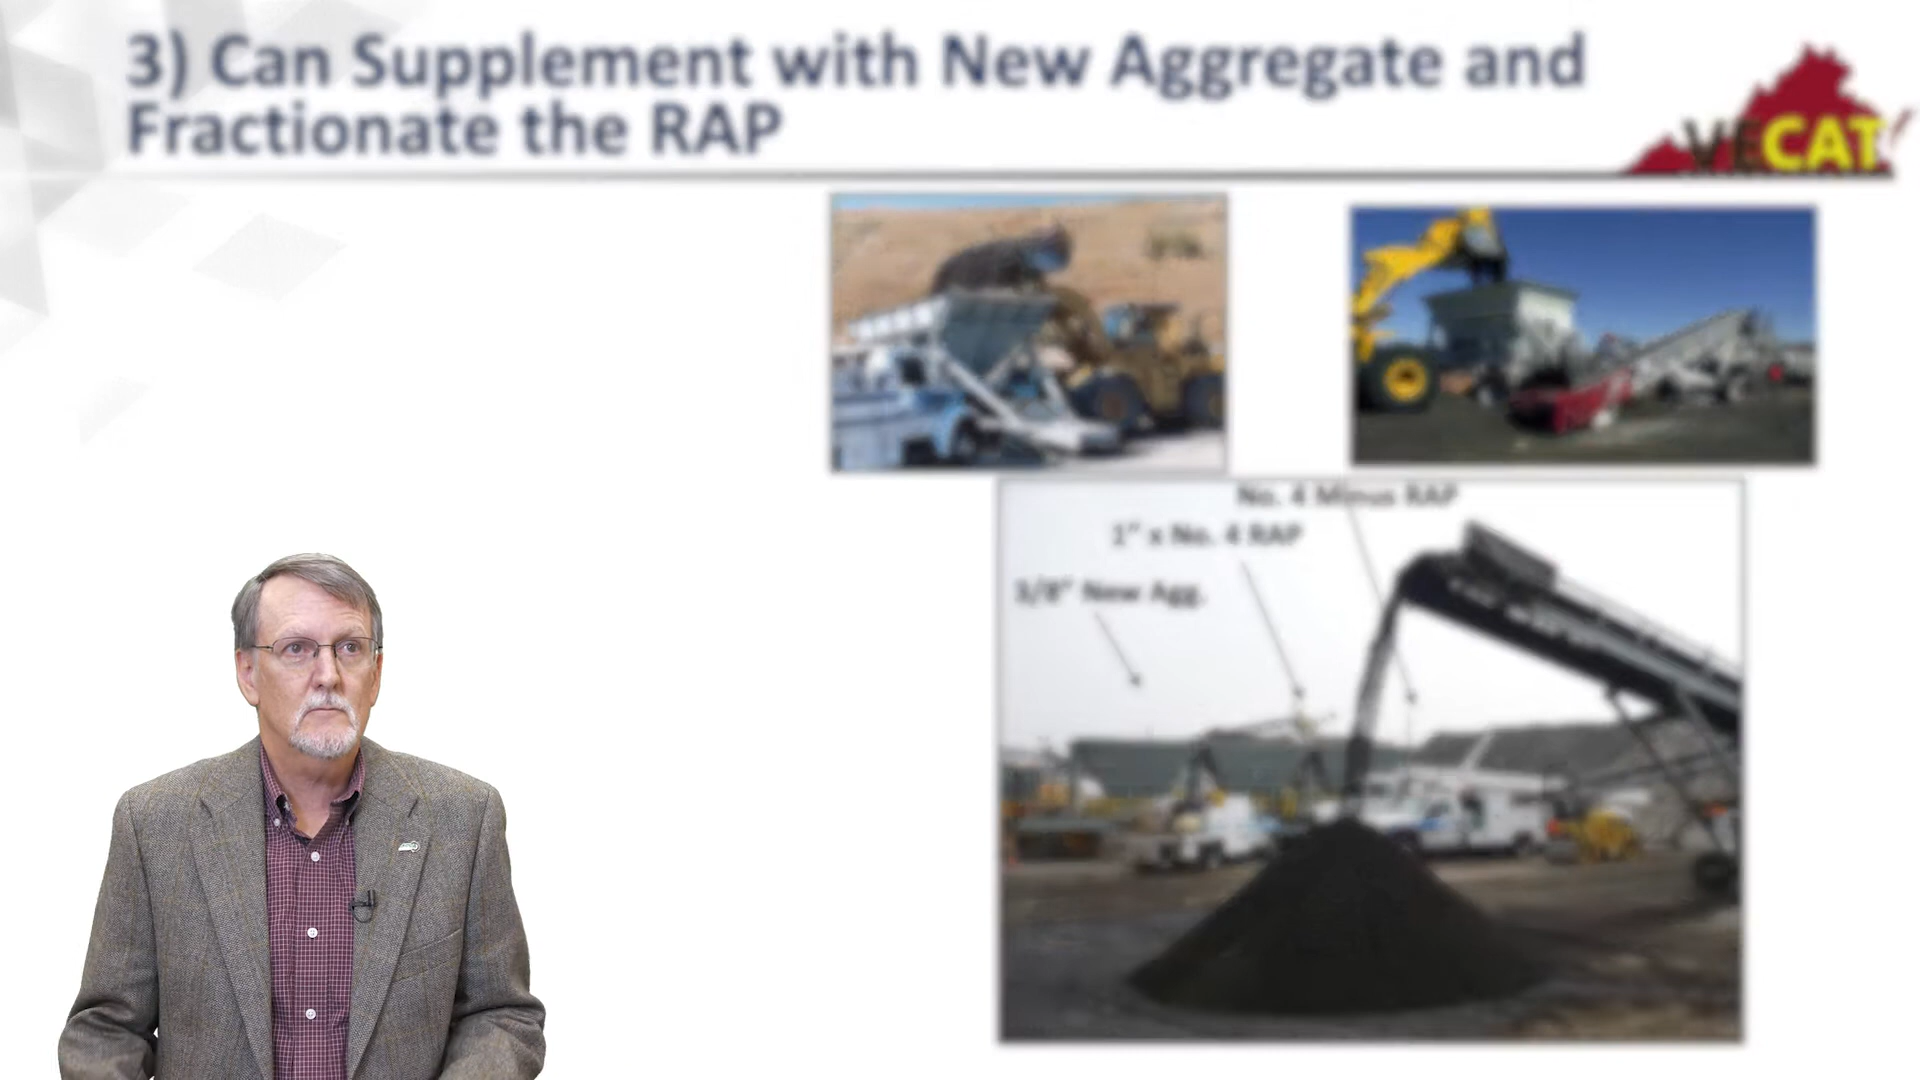 3) Can Supplement with New Aggregate and
Fractionate the RAP
VECAT
No. 4 Minus RAP
1" x No. 4 RAP
3/8" New Agg.